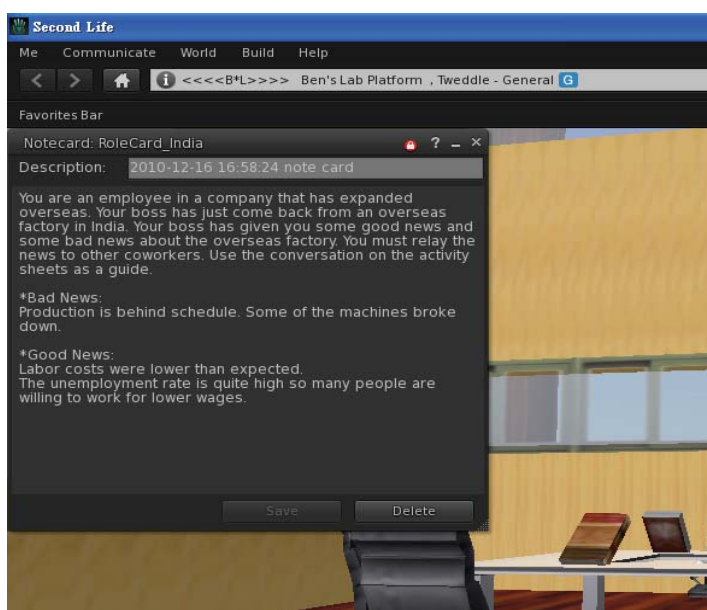 Second Life
Me Communicate World Build Help
<<<<B*L>>>> Ben's Lab Platform , Tweddle - General G
Favorites Bar
Notecard: RoleCard_India ? _ ×
Description: 2010-12-16 16:58:24 note card
You are an employee in a company that has expanded
overseas. Your boss has just come back from an overseas
factory in India. Your boss has given you some good news and
some bad news about the overseas factory. You must relay the
news to other coworkers. Use the conversation on the activity
sheets as a guide.
*Bad News:
Production is behind schedule. Some of the machines broke
down.
*Good News:
Labor costs were lower than expected.
The unemployment rate is quite high so many people are
willing to work for lower wages.
Save Delete